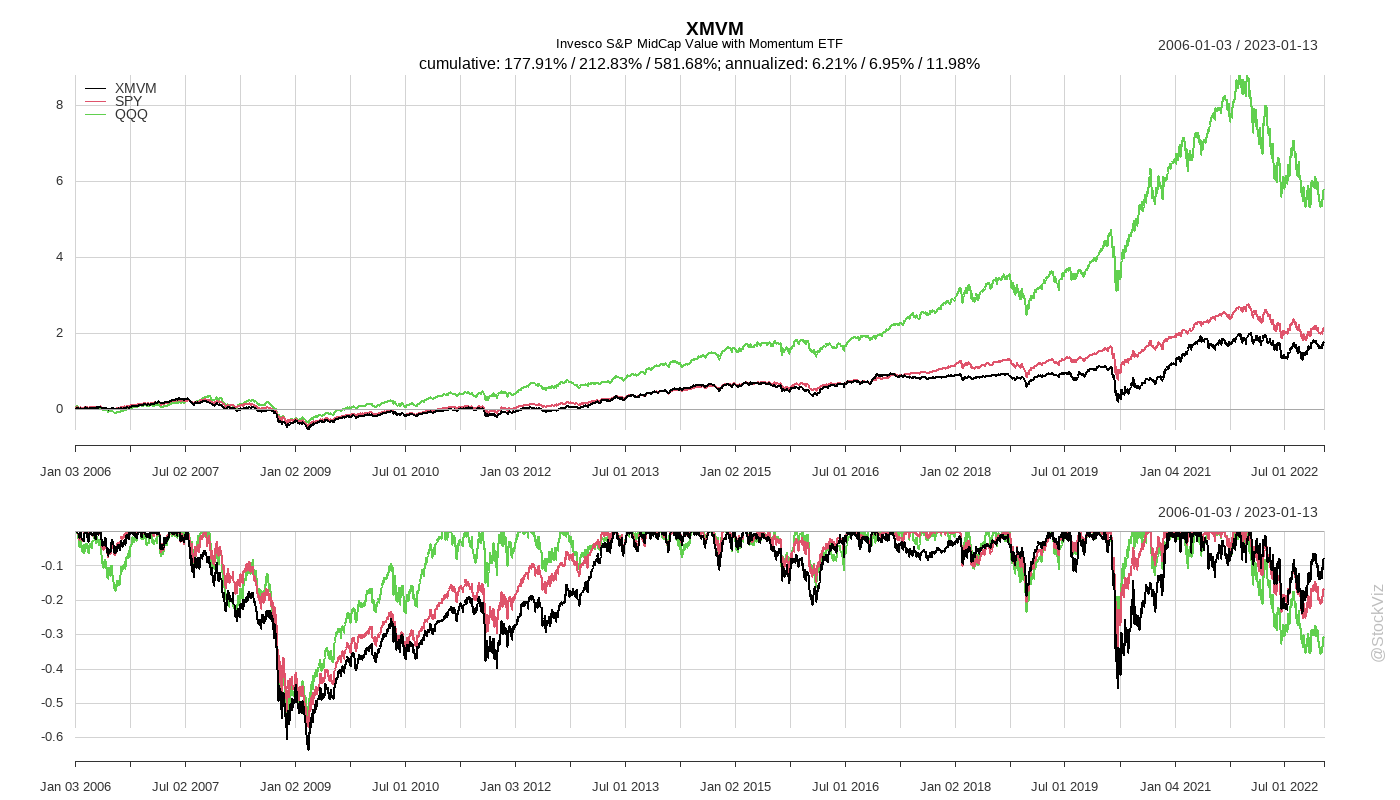 XMVM
Invesco S&P MidCap Value with Momentum ETF
2006-01-03 / 2023-01-13
cumulative: 177.91% / 212.83% / 581.68%; annualized: 6.21% / 6.95% / 11.98%
XMVM
SPY
QQQ
8
6
4
2
0
Jan 03 2006 Jul 02 2007 Jan 02 2009 Jul 01 2010 Jan 03 2012 Jul 01 2013 Jan 02 2015 Jul 01 2016 Jan 02 2018 Jul 01 2019 Jan 04 2021 Jul 01 2022
2006-01-03 / 2023-01-13
-0.1
-0.2
-0.3
-0.4
-0.5
-0.6
Jan 03 2006 Jul 02 2007 Jan 02 2009 Jul 01 2010 Jan 03 2012 Jul 01 2013 Jan 02 2015 Jul 01 2016 Jan 02 2018 Jul 01 2019 Jan 04 2021 Jul 01 2022
@StockViz